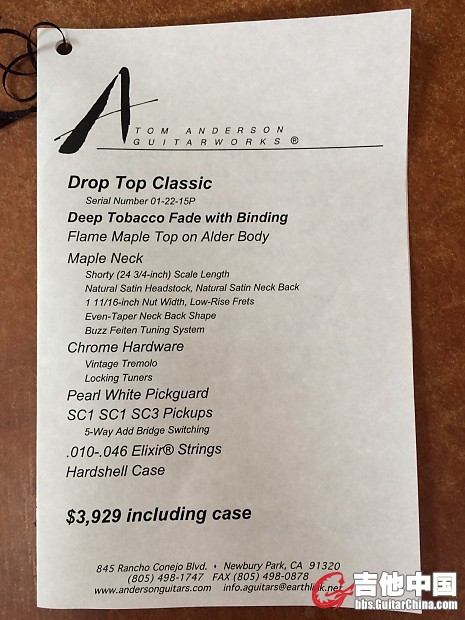 A
TOM ANDERSON
GUITARWORKS ®
Drop Top Classic
Serial Number 01-22-15P
Deep Tobacco Fade with Binding
Flame Maple Top on Alder Body
Maple Neck
Shorty (24 3/4-inch) Scale Length
Natural Satin Headstock, Natural Satin Neck Back
1 11/16-inch Nut Width, Low-Rise Frets
Even-Taper Neck Back Shape
Buzz Feiten Tuning System
Chrome Hardware
Vintage Tremolo
Locking Tuners
Pearl White Pickguard
SC1 SC1 SC3 Pickups
5-Way Add Bridge Switching
.010-.046 Elixir® Strings
Hardshell Case
$3,929 including case
845 Rancho Conejo Blvd. • Newbury Park, CA 91320
(805) 498-1747 FAX (805) 498-0878
www.andersonguitars.com info.aguitars@earthlink.net
吉他中国
bbs.GuitarChina.com